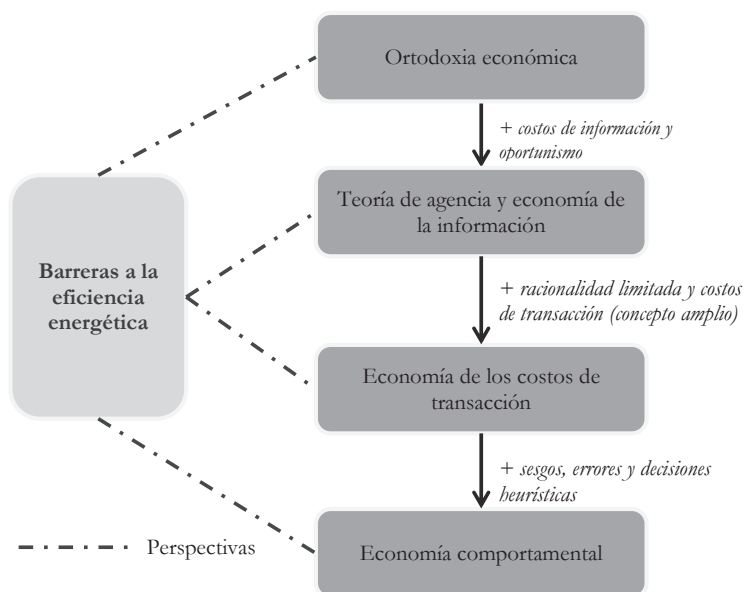 Ortodoxia económica
+ costos de información y
oportunismo
Teoría de agencia y economía de
la información
Barreras a la
eficiencia
energética
+ racionalidad limitada y costos
de transacción (concepto amplio)
Economía de los costos de
transacción
+ sesgos, errores y decisiones
heurísticas
Perspectivas
Economía comportamental